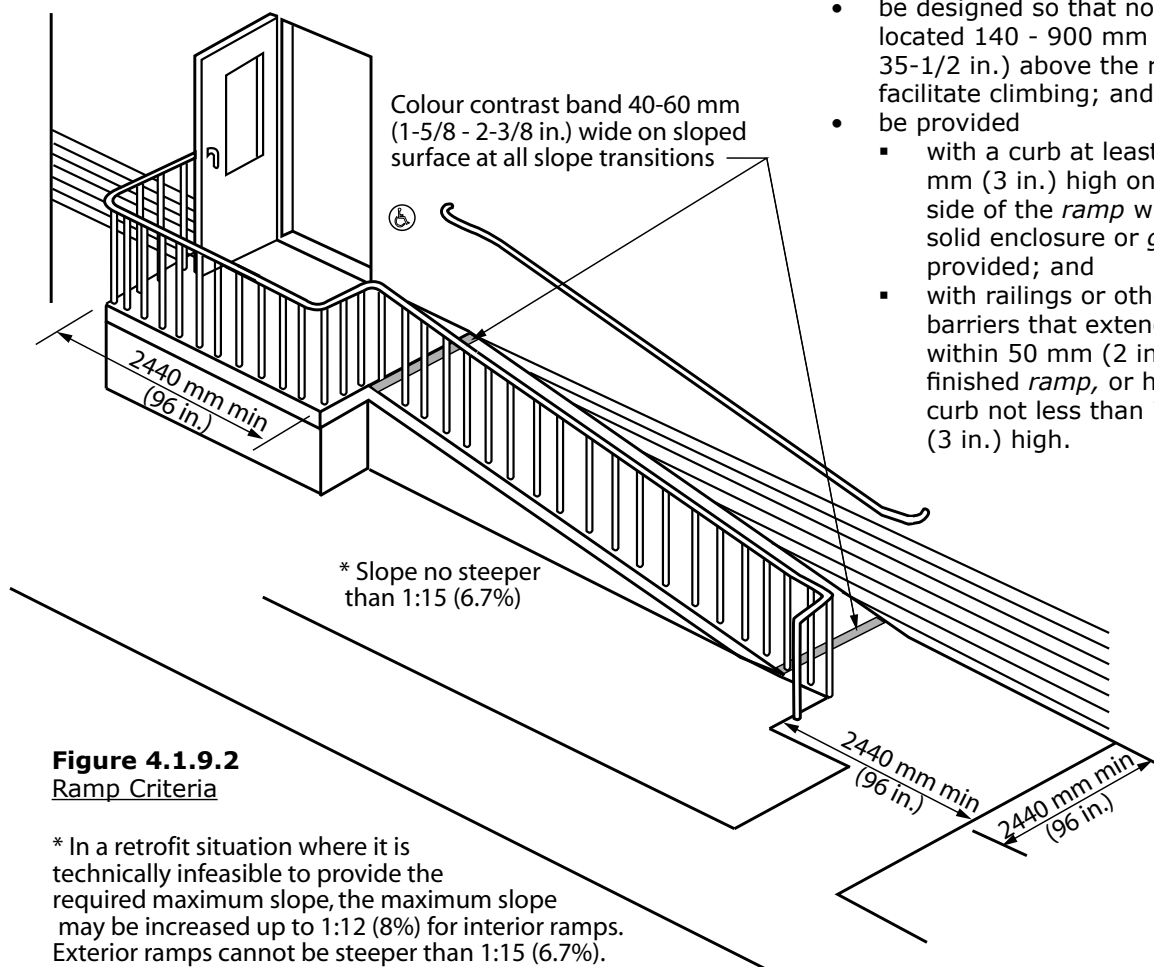 be designed so that no
located 140 - 900 mm
35-1/2 in.) above the
facilitate climbing; and
• be provided
▪ with a curb at least
mm (3 in.) high on
side of the ramp
solid enclosure or
provided; and
▪ with railings or
barriers that
within 50 mm (2
finished ramp, or
curb not less than
(3 in.) high.
Colour contrast band 40-60 mm
(1-5/8 - 2-3/8 in.) wide on sloped
surface at all slope transitions
2440 mm min
(96 in.)
* Slope no steeper
than 1:15 (6.7%)
2440 mm min
(96 in.)
2440 mm min
(96 in.)
Figure 4.1.9.2
Ramp Criteria
* In a retrofit situation where it is
technically infeasible to provide the
required maximum slope, the maximum slope
may be increased up to 1:12 (8%) for interior ramps.
Exterior ramps cannot be steeper than 1:15 (6.7%).